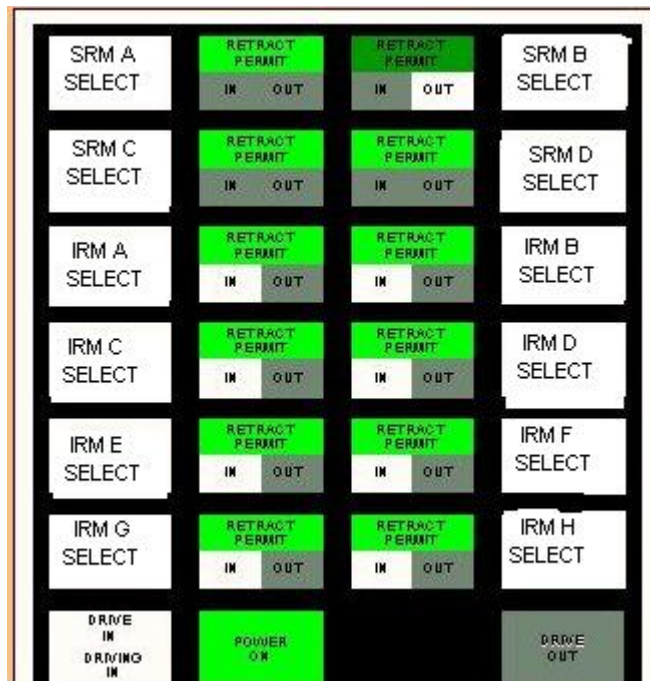 SRM A
SELECT
RETRACT
PERMIT
IN OUT
RETRACT
PERMIT
IN OUT
SRM B
SELECT
SRM C
SELECT
RETRACT
PERMIT
IN OUT
RETRACT
PERMIT
IN OUT
SRM D
SELECT
IRM A
SELECT
RETRACT
PERMIT
IN OUT
RETRACT
PERMIT
IN OUT
IRM B
SELECT
IRM C
SELECT
RETRACT
PERMIT
IN OUT
RETRACT
PERMIT
IN OUT
IRM D
SELECT
IRM E
SELECT
RETRACT
PERMIT
IN OUT
RETRACT
PERMIT
IN OUT
IRM F
SELECT
IRM G
SELECT
RETRACT
PERMIT
IN OUT
RETRACT
PERMIT
IN OUT
IRM H
SELECT
DRIVE
IN
DRIVING
IN
POWER
ON
DRIVE
OUT